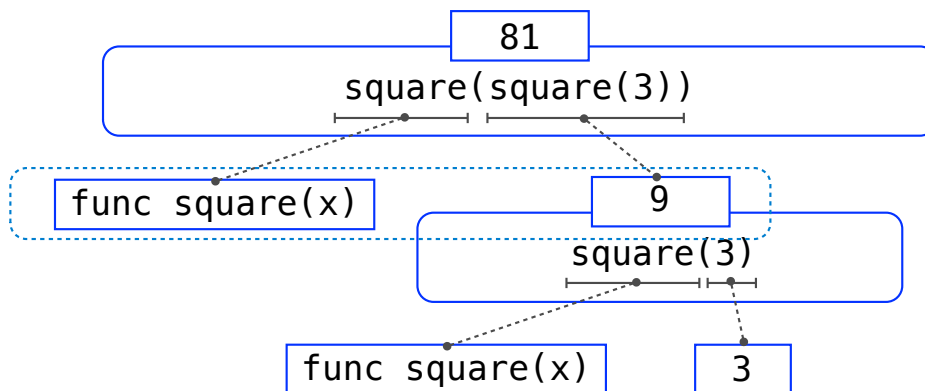 81
square(square(3))
func square(x)
9
square(3)
func square(x)
3